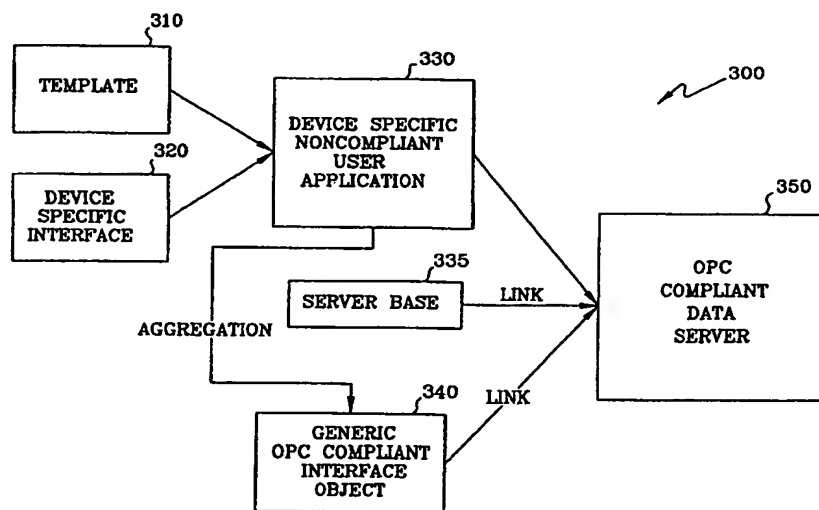 310
TEMPLATE
320
DEVICE
SPECIFIC
INTERFACE
330
DEVICE SPECIFIC
NONCOMPLIANT
USER
APPLICATION
300
335
SERVER BASE
LINK
AGGREGATION
340
GENERIC
OPC COMPLIANT
INTERFACE
OBJECT
LINK
350
OPC
COMPLIANT
DATA
SERVER